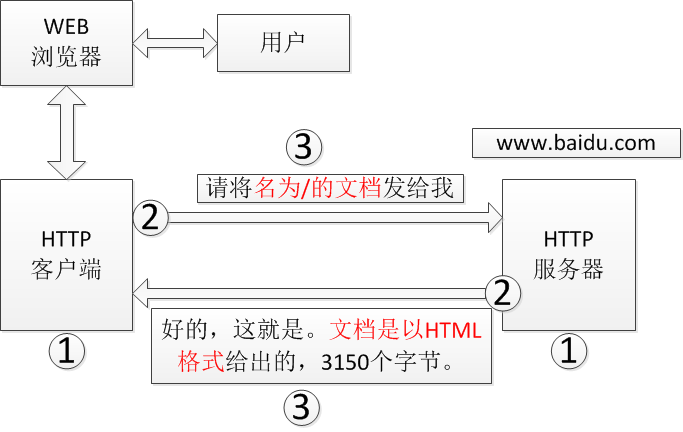 WEB
浏览器
用户
www.baidu.com
③
请将名为/的文档发给我
②
HTTP
客户端
HTTP
服务器
②
好的，这就是。文档是以HTML
格式给出的，3150个字节。
①
①
③